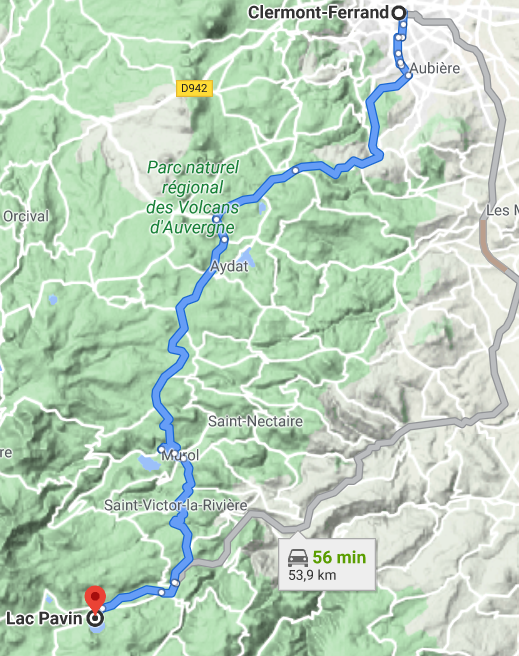 Clermont-Ferrand
Aubière
D942
Parc naturel
régional
des Volcans
d'Auvergne
Orcival
Les M
Aydat
Saint-Nectaire
re
Murol
Saint-Victor-la-Rivière
56 min
53,9 km
Lac Pavin